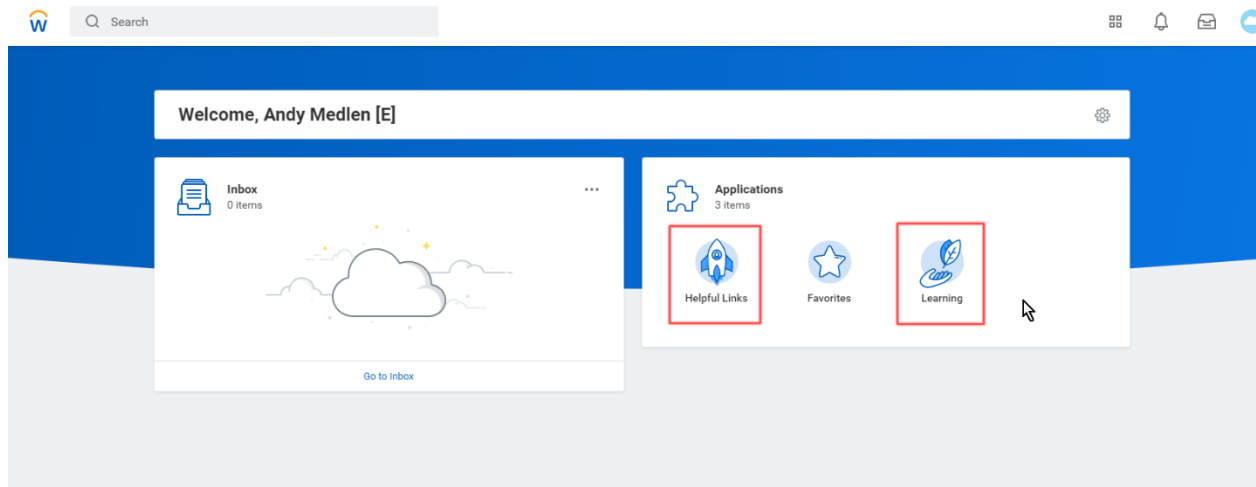 Search
Welcome, Andy Medlen [E]
Inbox
0 items
Go to Inbox
Applications
3 items
Helpful Links
Favorites
Learning